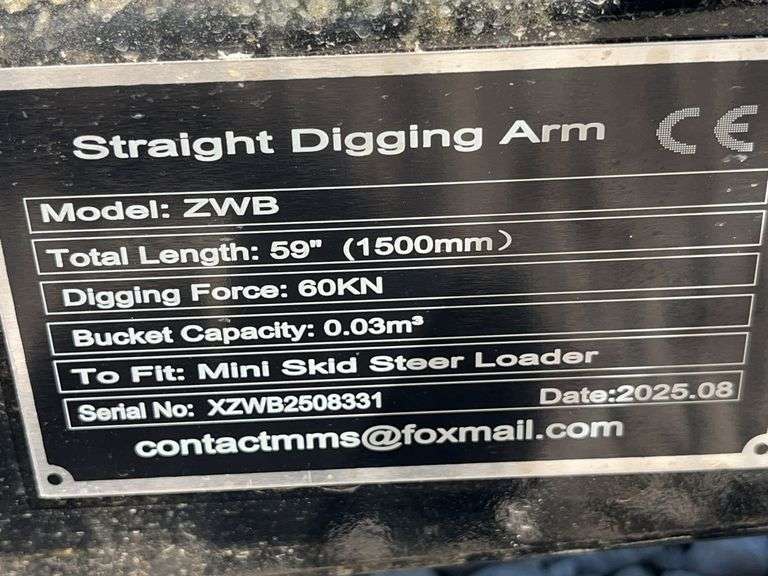 Straight Digging Arm CE
Model: ZWB
Total Length: 59" (1500mm)
Digging Force: 60KN
Bucket Capacity: 0.03m³
To Fit: Mini Skid Steer Loader
Serial No: XZWB2508331 Date:2025.08
contactmms@foxmail.com